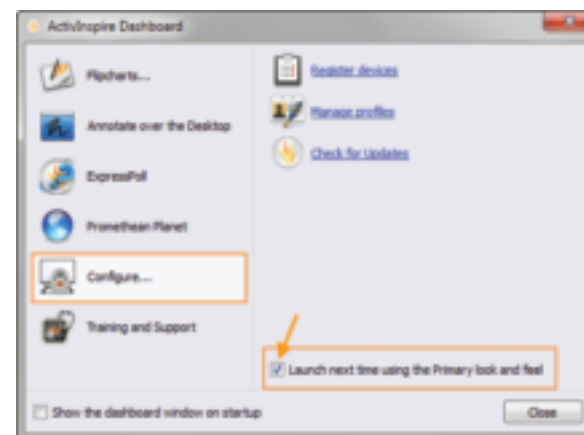 ActivInspire Dashboard
Flipcharts...
Annotate over the Desktop
ExpressPoll
Promethean Planet
Configure...
Training and Support
Register devices
Manage profiles
Check for Updates
Launch next time using the Primary look and feel
Show the dashboard window on startup
Close